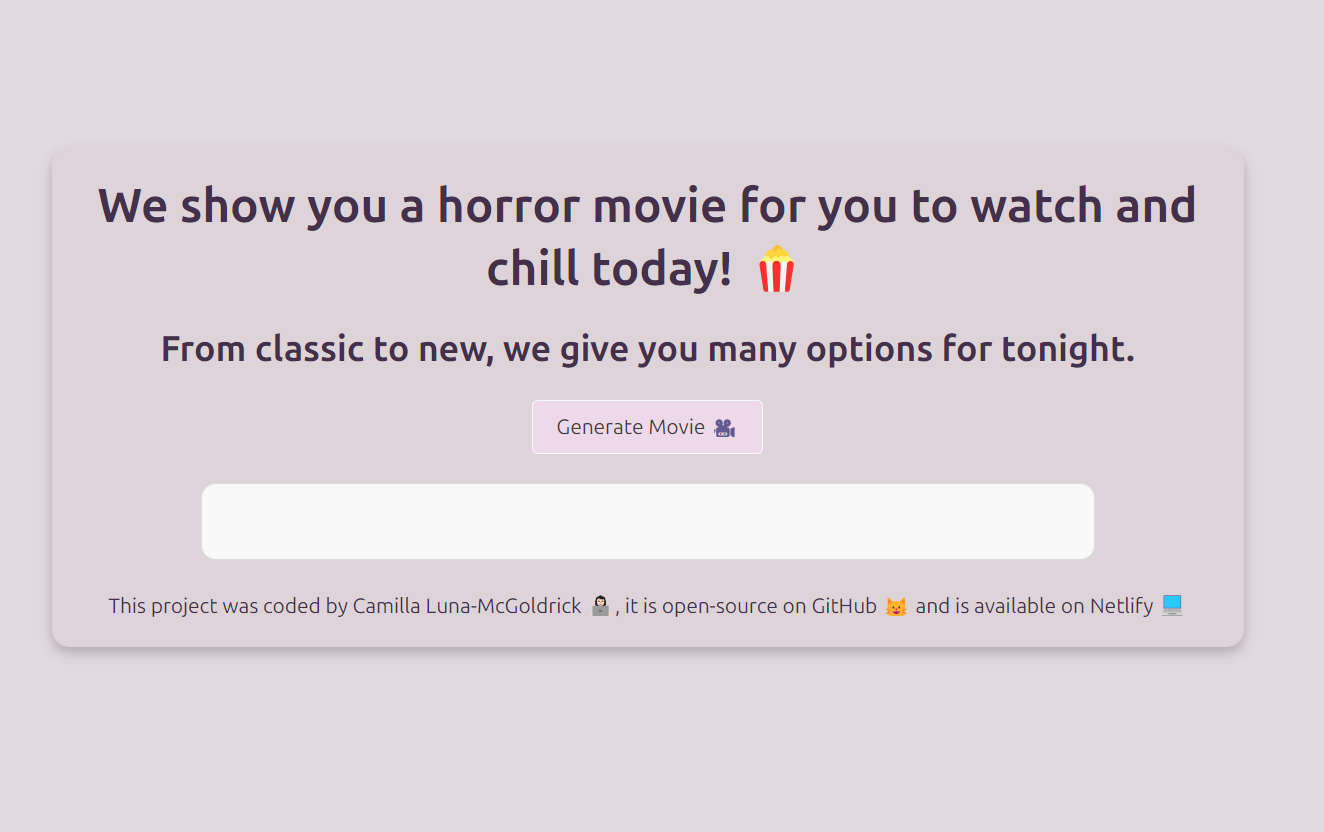 We show you a horror movie for you to watch and
chill today! 🍿
From classic to new, we give you many options for tonight.
Generate Movie 🎥
This project was coded by Camilla Luna-McGoldrick 👩🏻‍💻, it is open-source on GitHub 😺 and is available on Netlify 🖥️